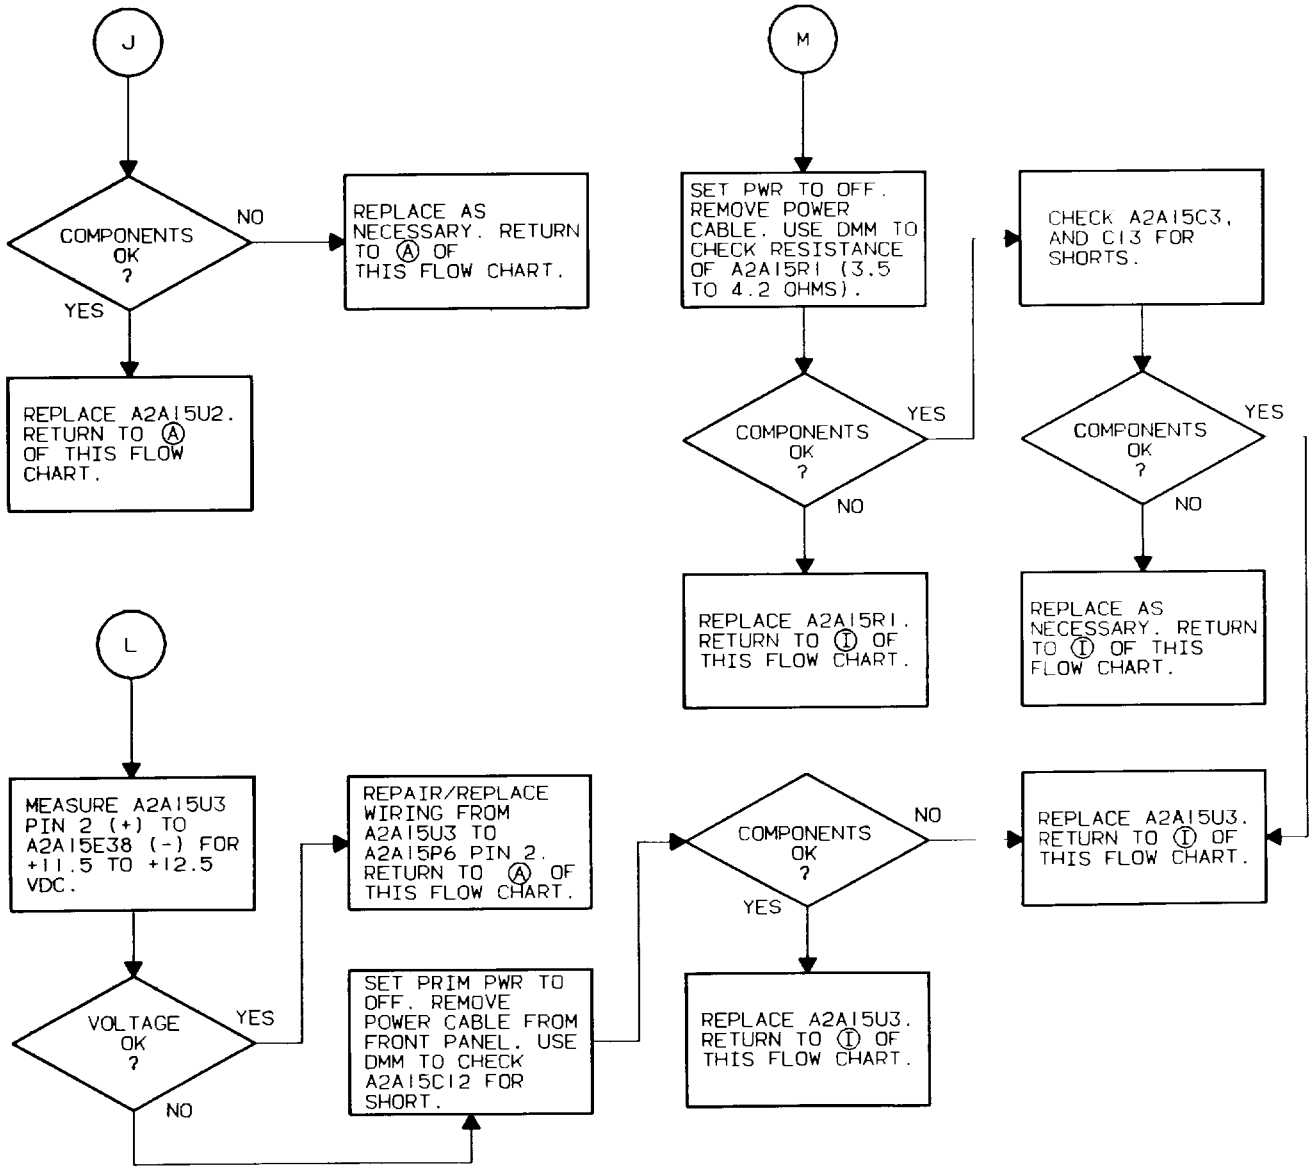 J
COMPONENTS
OK
?
NO
YES
REPLACE AS
NECESSARY. RETURN
TO Ⓐ OF
THIS FLOW CHART.
REPLACE A2A15U2.
RETURN TO Ⓐ
OF THIS FLOW
CHART.
M
SET PWR TO OFF.
REMOVE POWER
CABLE. USE DMM TO
CHECK RESISTANCE
OF A2A15R1 (3.5
TO 4.2 OHMS).
COMPONENTS
OK
?
YES
NO
CHECK A2A15C3,
AND C13 FOR
SHORTS.
COMPONENTS
OK
?
YES
NO
REPLACE A2A15R1.
RETURN TO Ⓘ OF
THIS FLOW CHART.
REPLACE AS
NECESSARY. RETURN
TO Ⓘ OF THIS
FLOW CHART.
L
MEASURE A2A15U3
PIN 2 (+) TO
A2A15E38 (-) FOR
+11.5 TO +12.5
VDC.
VOLTAGE
OK
?
YES
NO
REPAIR/REPLACE
WIRING FROM
A2A15U3 TO
A2A15P6 PIN 2.
RETURN TO Ⓐ OF
THIS FLOW CHART.
SET PRIM PWR TO
OFF. REMOVE
POWER CABLE FROM
FRONT PANEL. USE
DMM TO CHECK
A2A15C12 FOR
SHORT.
COMPONENTS
OK
?
NO
YES
REPLACE A2A15U3.
RETURN TO Ⓘ OF
THIS FLOW CHART.
REPLACE A2A15U3.
RETURN TO Ⓘ OF
THIS FLOW CHART.